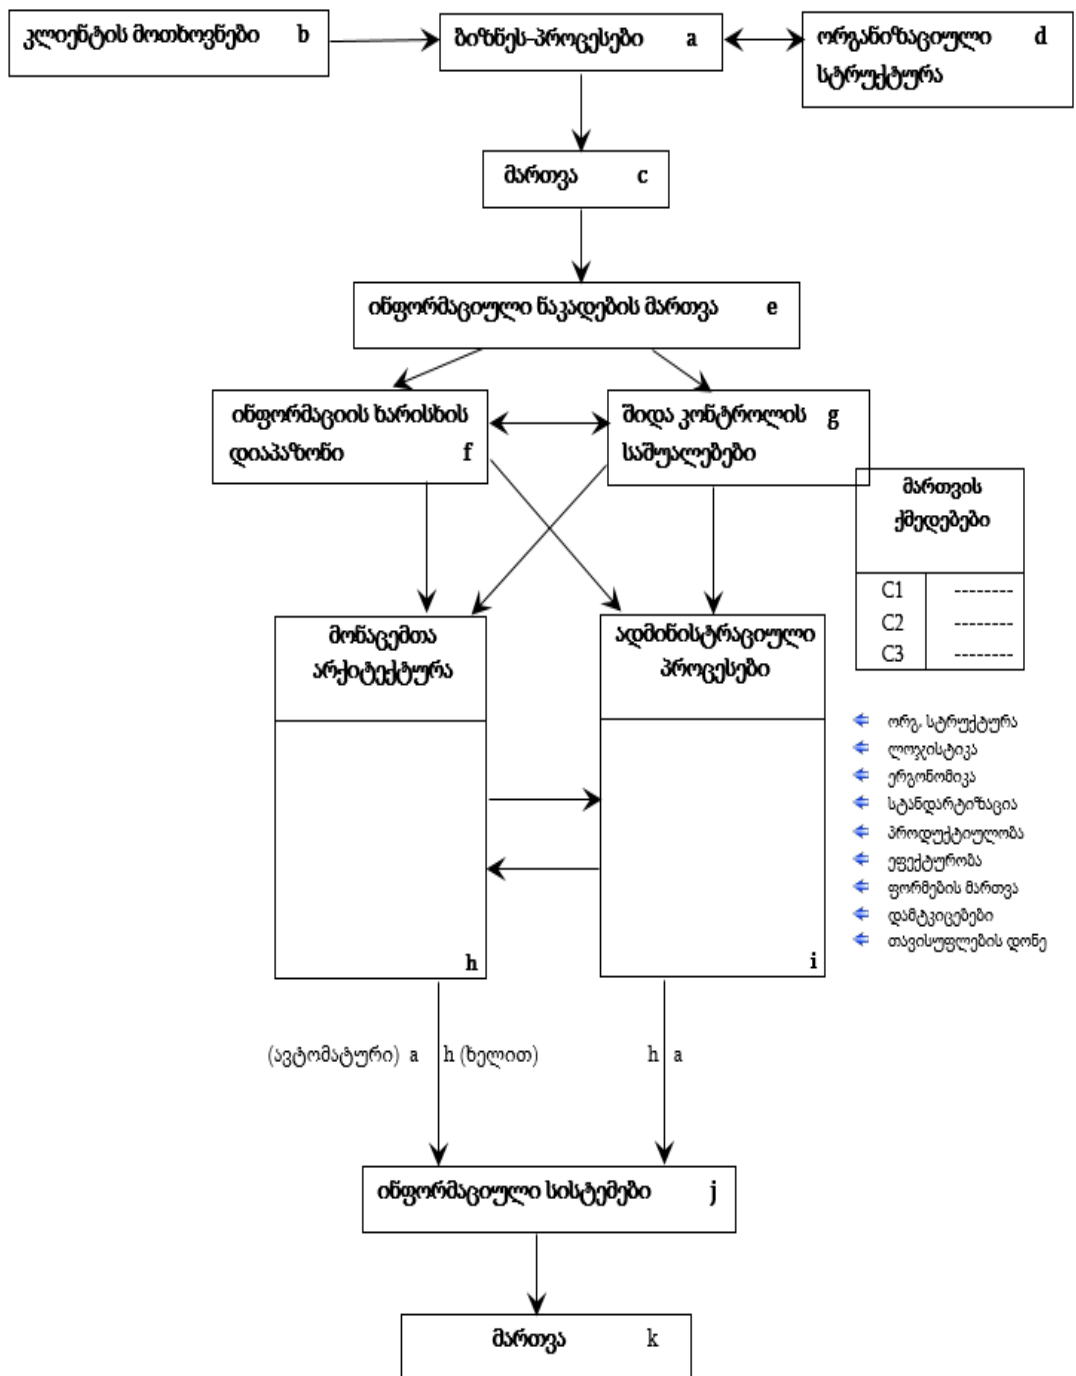 კლიენტის მოთხოვნები b
ბიზნეს-პროცესები a
ორგანიზაციული d
სტრუქტურა
მართვა c
ინფორმაციული ნაკადების მართვა e
ინფორმაციის ხარისხის
დიაპაზონი f
შიდა კონტროლის g
საშუალებები
მართვის
ქმედებები
C1 --------
C2 --------
C3 --------
მონაცემთა
არქიტექტურა
h
ადმინისტრაციული
პროცესები
i
ორგ. სტრუქტურა
ლოჯისტიკა
ერგონომიკა
სტანდარტიზაცია
პროდუქტიულობა
ეფექტურობა
ფორმების მართვა
დამტკიცებები
თავისუფლების დონე
(ავტომატური) a h (ხელით)
h a
ინფორმაციული სისტემები j
მართვა k